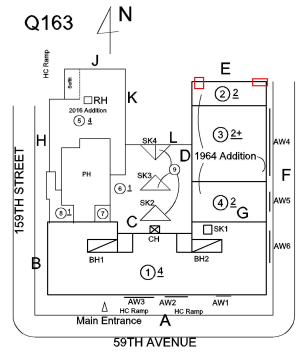 Q163
N
HC Ramp
J
E
Soffit
RH
2016 Addition
5 4
K
2 2
H
SK4
L
3 2+
AW4
D
1964 Addition
PH
9
SK3
F
6 1
159TH STREET
SK2
4 2
AW5
8 1
7
G
C
SK1
CH
AW6
B
BH1
BH2
1 4
AW3
AW2
AW1
HC Ramp
HC Ramp
Main Entrance
A
59TH AVENUE